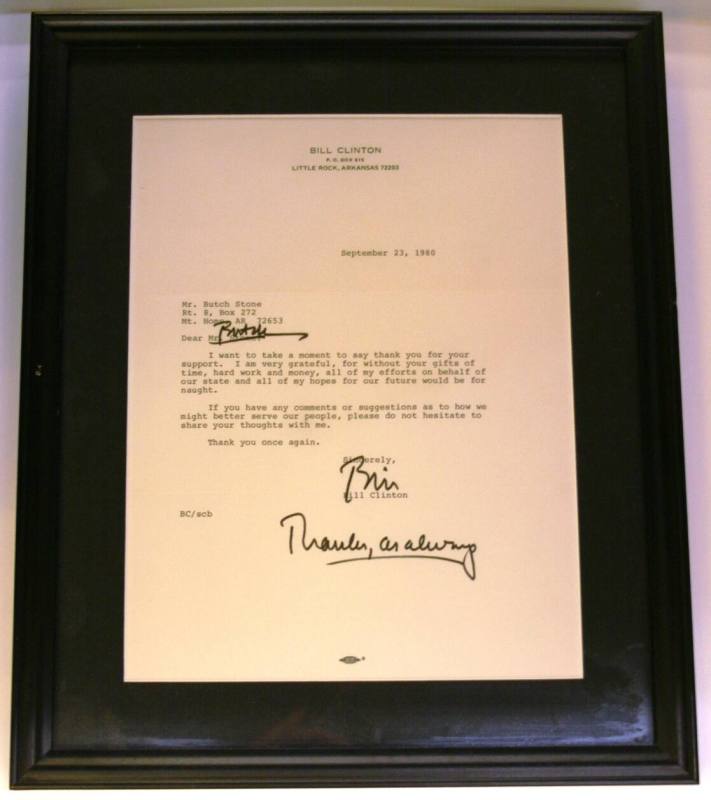 BILL CLINTON
P. O. BOX 615
LITTLE ROCK, ARKANSAS 72203
September 23, 1980
Mr. Butch Stone
Rt. 8, Box 272
Mt. Home, AR 72653
Butch
Dear Mr.
I want to take a moment to say thank you for your
support. I am very grateful, for without your gifts of
time, hard work and money, all of my efforts on behalf of
our state and all of my hopes for our future would be for
naught.
If you have any comments or suggestions as to how we
might better serve our people, please do not hesitate to
share your thoughts with me.
Thank you once again.
Sincerely,
Bill
Bill Clinton
BC/scb
Thanks, as always